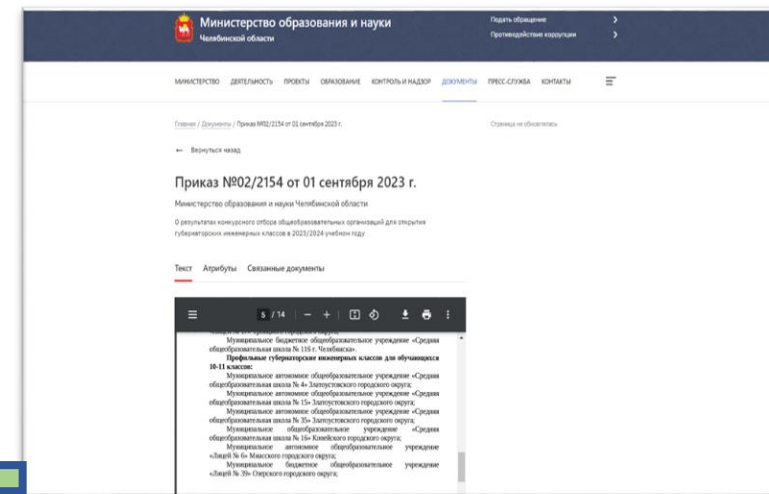 Министерство образования и науки
Челябинской области
Подать обращение
Противодействие коррупции
МИНИСТЕРСТВО ДЕЯТЕЛЬНОСТЬ ПРОЕКТЫ ОБРАЗОВАНИЕ КОНТРОЛЬ И НАДЗОР ДОКУМЕНТЫ ПРЕСС-СЛУЖБА КОНТАКТЫ
Главная / Документы / Приказ №02/2154 от 01 сентября 2023 г.
Страница не обновлялась
← Вернуться назад
Приказ №02/2154 от 01 сентября 2023 г.
Министерство образования и науки Челябинской области
О результатах конкурсного отбора общеобразовательных организаций для открытия
губернаторских инженерных классов в 2023/2024 учебном году
Текст Атрибуты Связанные документы
5 / 14
Муниципальное бюджетное общеобразовательное учреждение «Средняя
общеобразовательная школа № 116 г. Челябинска».
Профильные губернаторские инженерных классов для обучающихся
10-11 классов:
Муниципальное автономное общеобразовательное учреждение «Средняя
общеобразовательная школа № 4» Златоустовского городского округа;
Муниципальное автономное общеобразовательное учреждение «Средняя
общеобразовательная школа № 15» Златоустовского городского округа;
Муниципальное автономное общеобразовательное учреждение «Средняя
общеобразовательная школа № 35» Златоустовского городского округа;
Муниципальное общеобразовательное учреждение «Средняя
общеобразовательная школа № 16» Копейского городского округа;
Муниципальное автономное общеобразовательное учреждение
«Лицей № 6» Миасского городского округа;
Муниципальное бюджетное общеобразовательное учреждение
«Лицей № 39» Озерского городского округа;